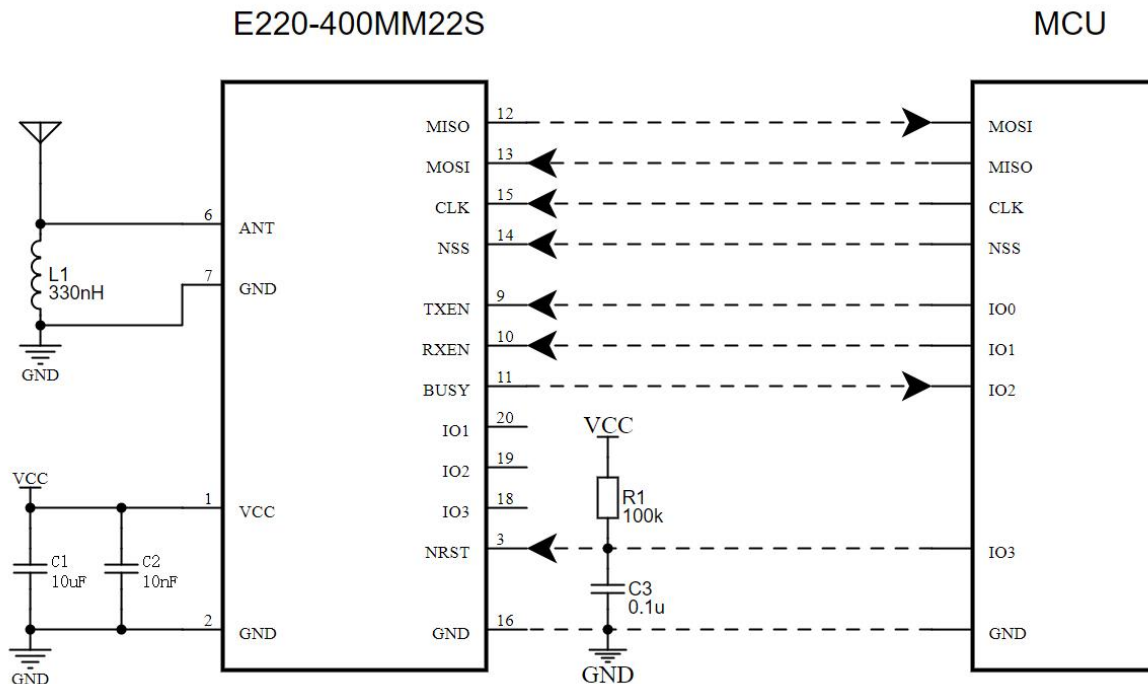 E220-400MM22S
MCU
MISO 12 MOSI
MOSI 13 MISO
CLK 15 CLK
6 ANT
NSS 14 NSS
L1
330nH
7 GND
TXEN 9 IO0
RXEN 10 IO1
GND
BUSY 11 IO2
IO1 20
VCC
IO2 19
VCC
1 VCC
IO3 18
R1
100k
NRST 3 IO3
C1
10uF
C2
10nF
C3
0.1u
2 GND
GND 16 GND
GND
GND